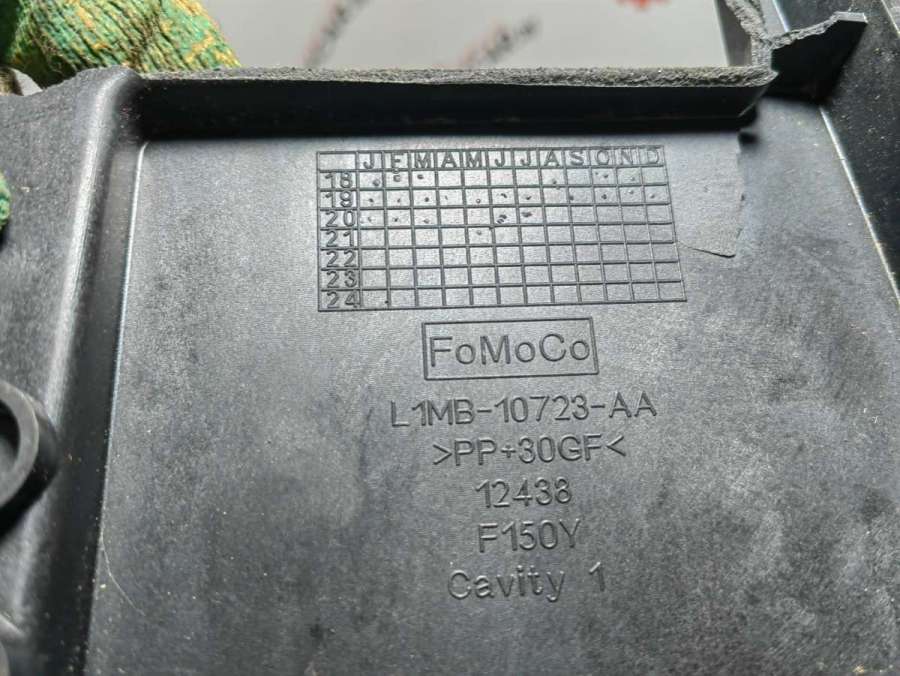 J F M A M J J A S O N D
18
19
20
21
22
23
24
FoMoCo
L1MB-10723-AA
>PP+30GF<
12438
F150Y
Cavity 1